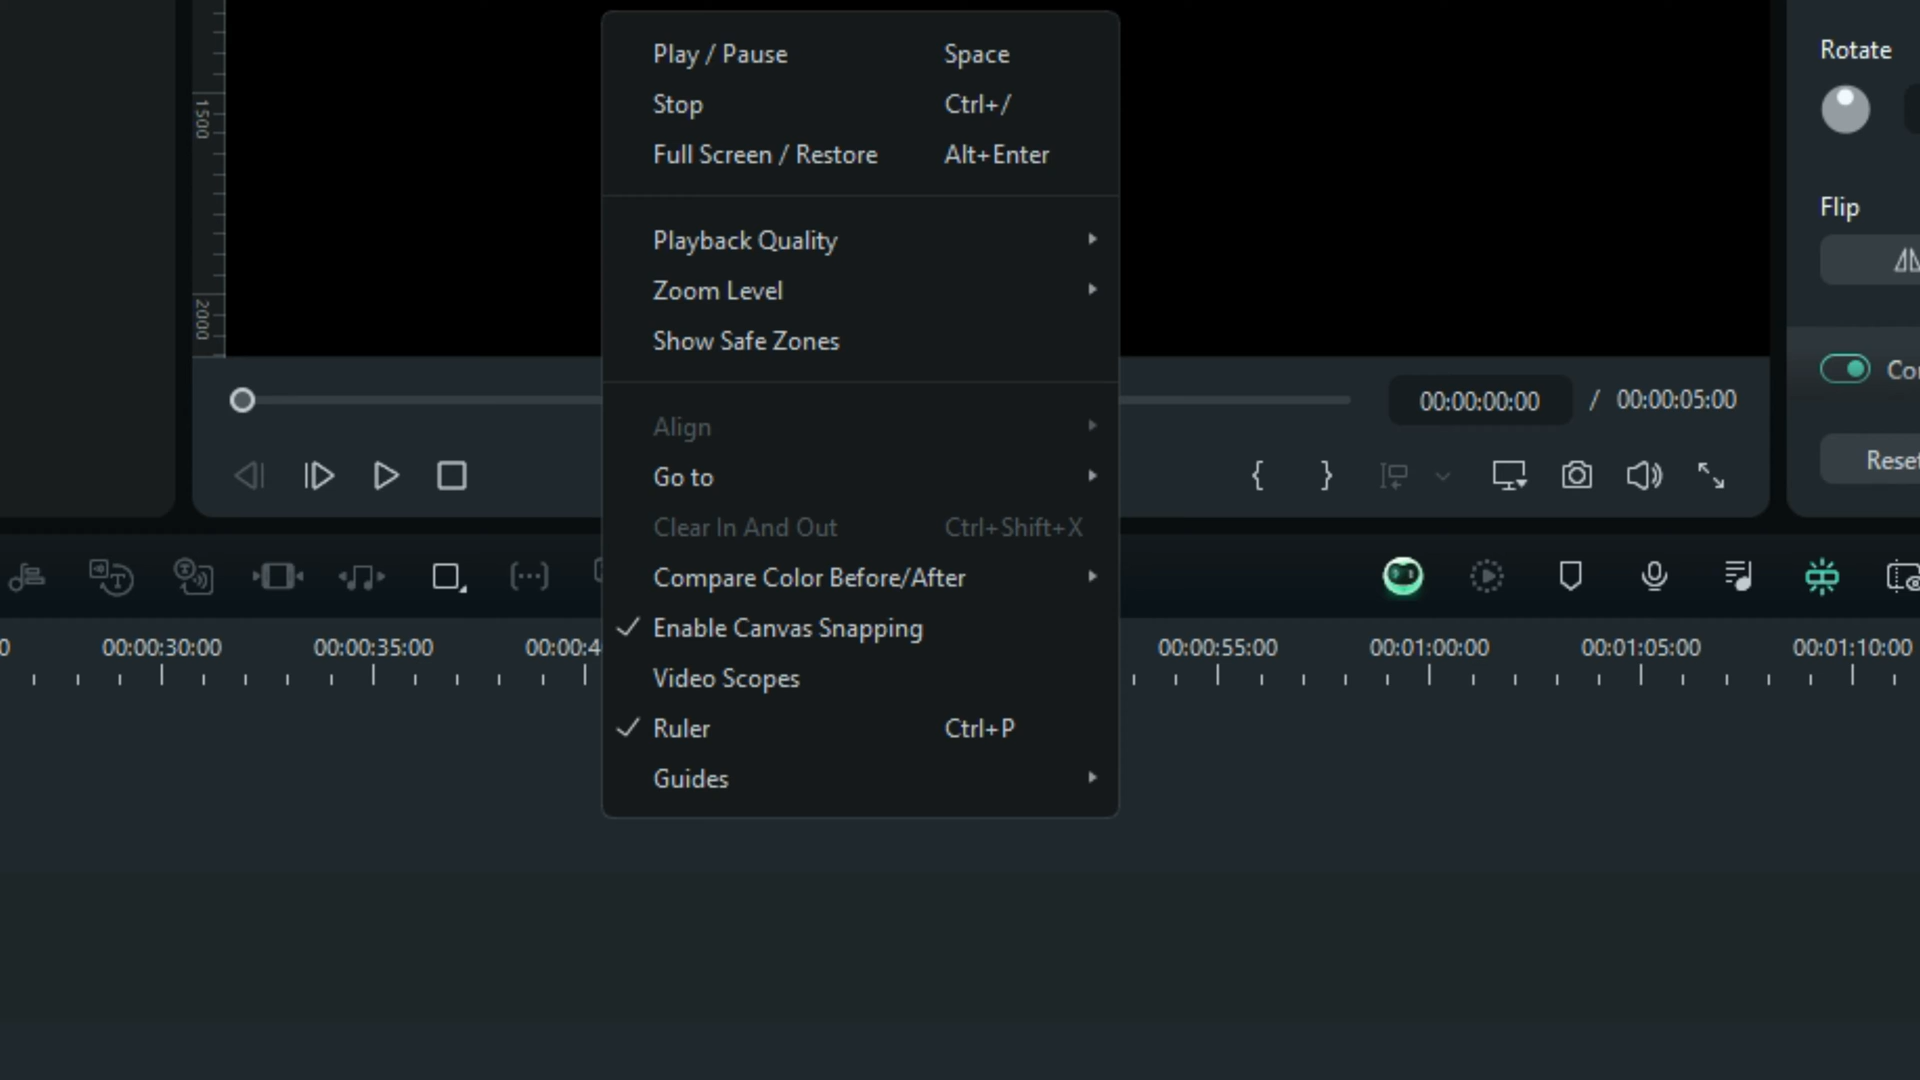 Play / Pause Space
Stop Ctrl+/
Full Screen / Restore Alt+Enter
Playback Quality
Zoom Level
Show Safe Zones
Align
Go to
Clear In And Out Ctrl+Shift+X
Compare Color Before/After
Enable Canvas Snapping
Video Scopes
Ruler Ctrl+P
Guides
1500
2000
00:00:00:00 / 00:00:05:00
Rotate
Flip
Reset
00:00:30:00 00:00:35:00 00:00:4 00:00:55:00 00:01:00:00 00:01:05:00 00:01:10:00